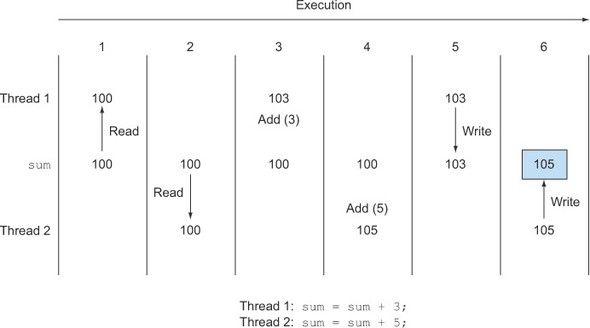 Execution
1 2 3 4 5 6
Thread 1 100 103 103
Add (3)
Read Write
sum 100 100 100 100 103 105
Read Write
Add (5)
Thread 2 100 105 105
Thread 1: sum = sum + 3;
Thread 2: sum = sum + 5;